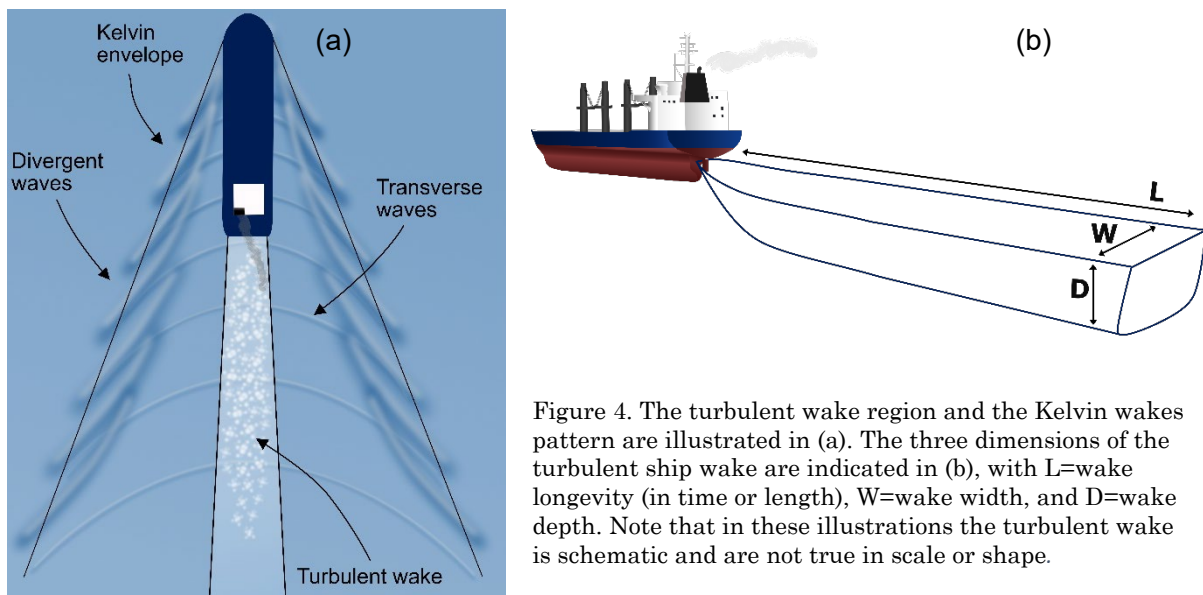 (a)
Kelvin
envelope
Divergent
waves
Transverse
waves
Turbulent wake
(b)
L
W
D
Figure 4. The turbulent wake region and the Kelvin wakes
pattern are illustrated in (a). The three dimensions of the
turbulent ship wake are indicated in (b), with L=wake
longevity (in time or length), W=wake width, and D=wake
depth. Note that in these illustrations the turbulent wake
is schematic and are not true in scale or shape.